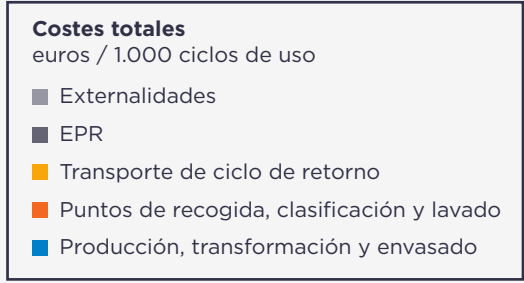 Costes totales
euros / 1.000 ciclos de uso
Externalidades
EPR
Transporte de ciclo de retorno
Puntos de recogida, clasificación y lavado
Producción, transformación y envasado